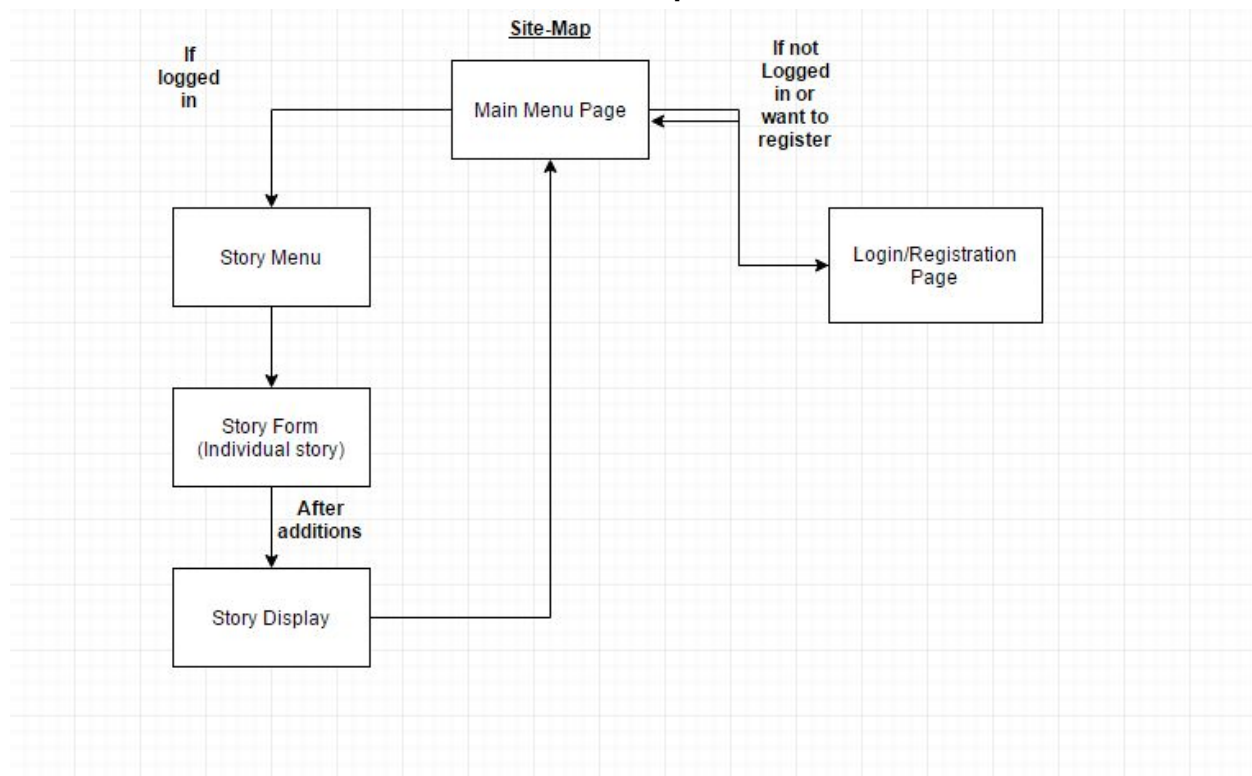 Site-Map
If
logged
in
Main Menu Page
If not
Logged
in or
want to
register
Story Menu
Login/Registration
Page
Story Form
(Individual story)
After
additions
Story Display